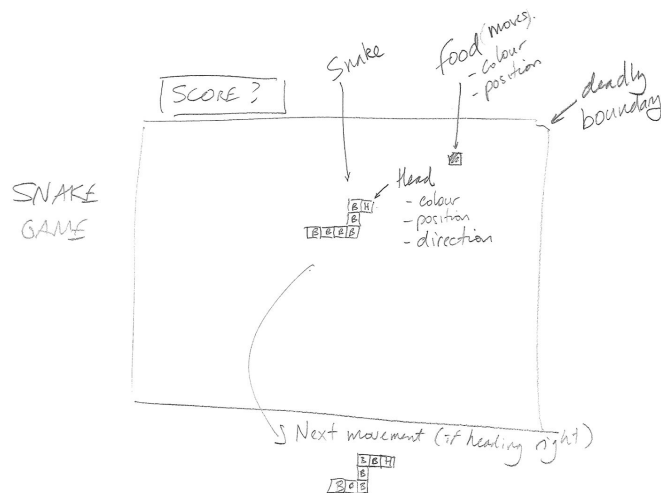 Snake
food (moves).
- colour
- position
SCORE?
deadly
boundary
SNAKE
GAME
Head
- colour
- position
- direction
B H
B
B B B B
Next movement (if heading right)
B B H
B
B B B